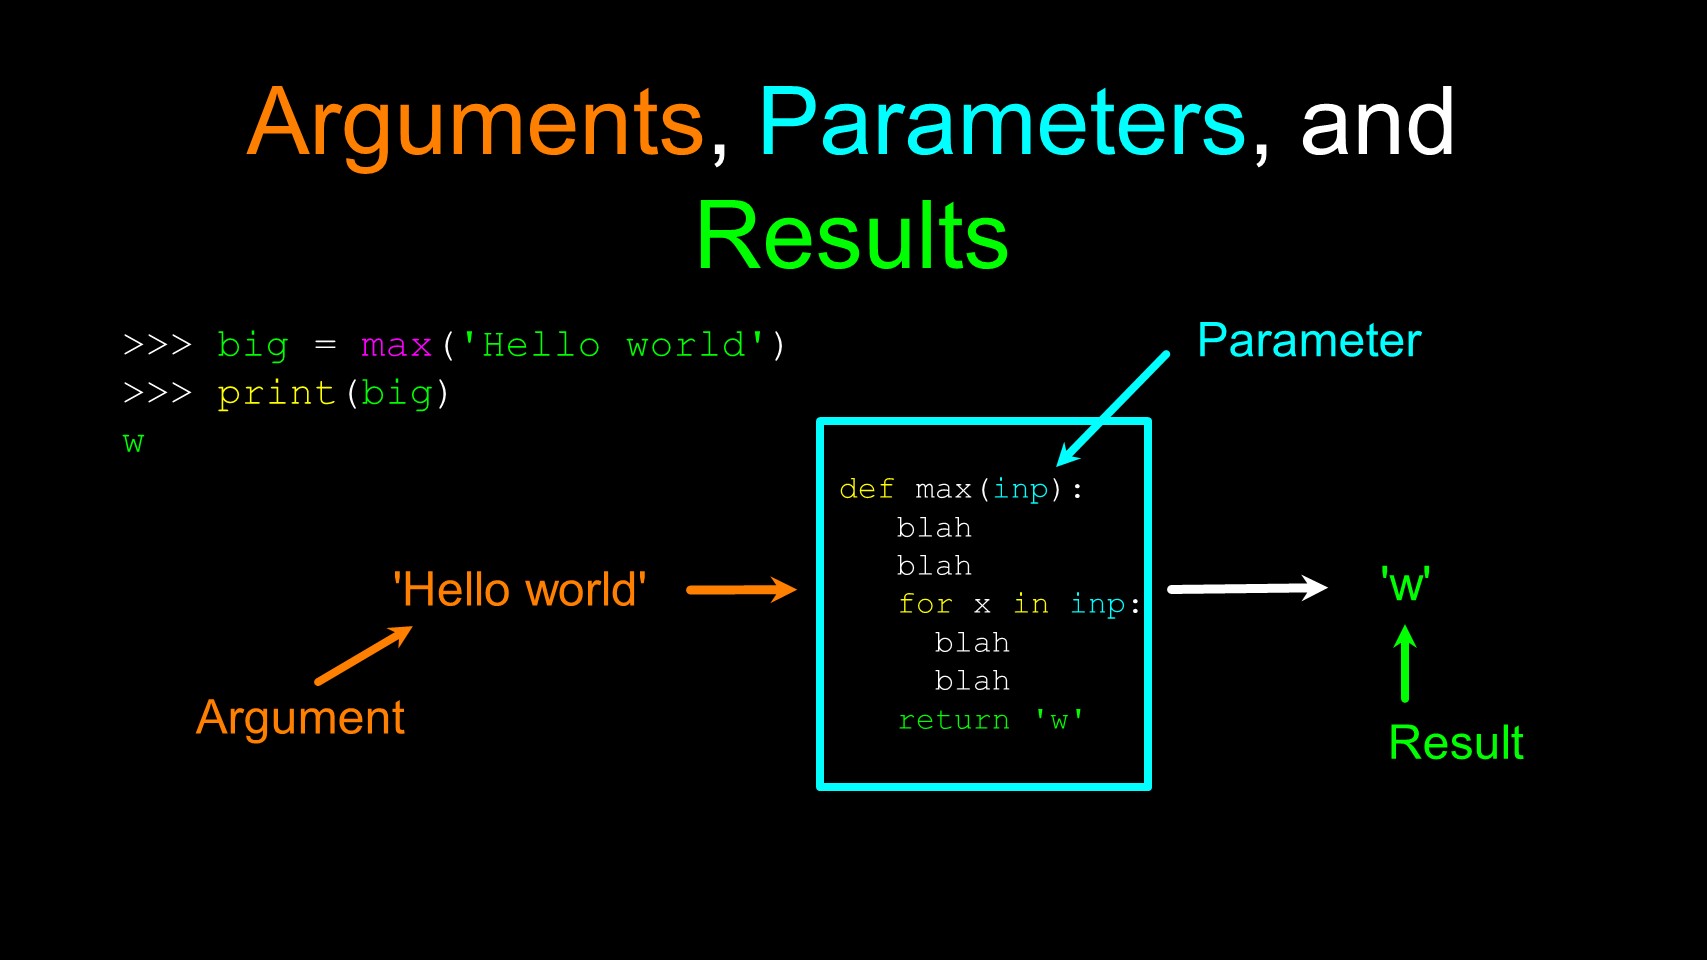 Arguments, Parameters, and
Results
>>> big = max('Hello world')
>>> print(big)
w
Parameter
def max(inp):
blah
blah
for x in inp:
blah
blah
return 'w'
'Hello world'
'w'
Argument
Result